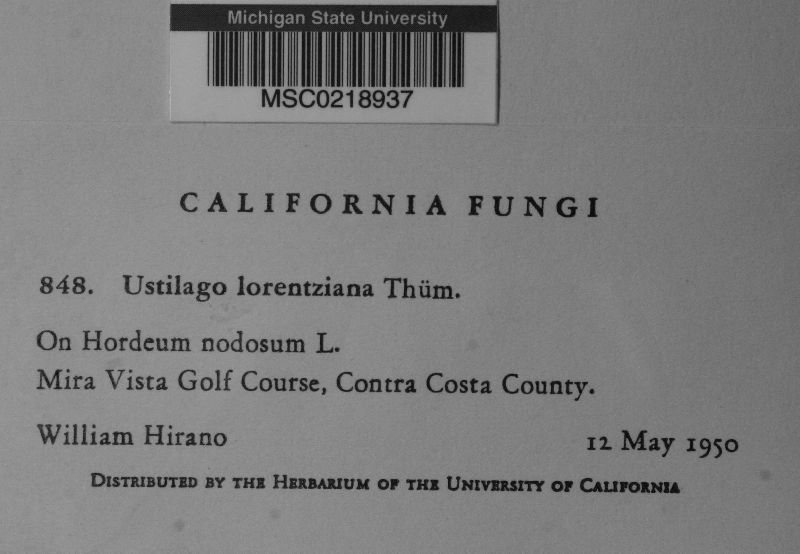 Michigan State University
MSC0218937
CALIFORNIA FUNGI
848. Ustilago lorentziana Thüm.
On Hordeum nodosum L.
Mira Vista Golf Course, Contra Costa County.
William Hirano 12 May 1950
Distributed by the Herbarium of the University of California